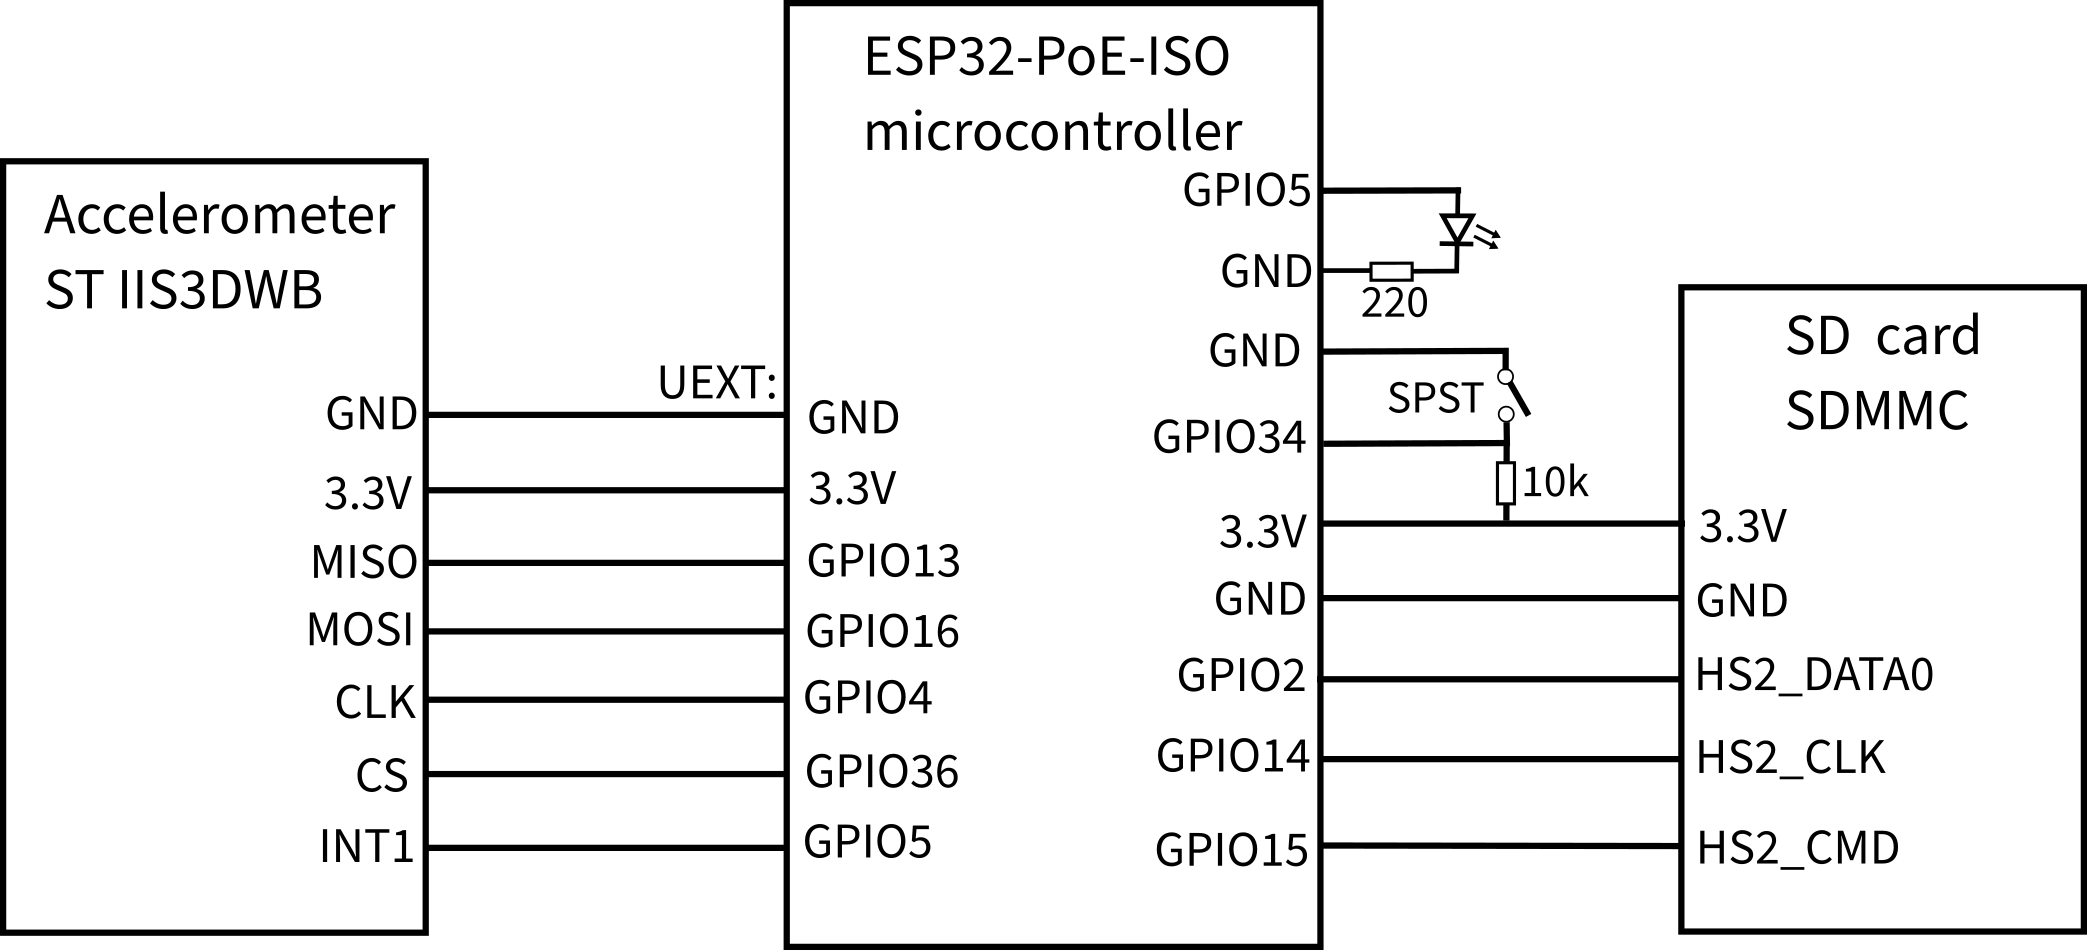 Accelerometer
ST IIS3DWB
GND
3.3V
MISO
MOSI
CLK
CS
INT1
UEXT:
ESP32-PoE-ISO
microcontroller
GND
3.3V
GPIO13
GPIO16
GPIO4
GPIO36
GPIO5
GPIO5
GND
GND
GPIO34
3.3V
GND
GPIO2
GPIO14
GPIO15
220
SPST
10k
SD card
SDMMC
3.3V
GND
HS2_DATA0
HS2_CLK
HS2_CMD